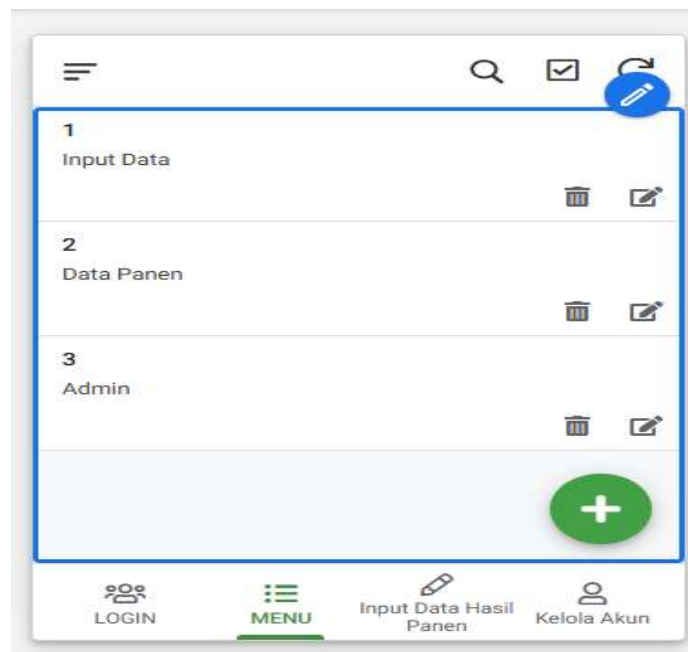 1
Input Data
2
Data Panen
3
Admin
LOGIN
MENU
Input Data Hasil
Panen
Kelola Akun